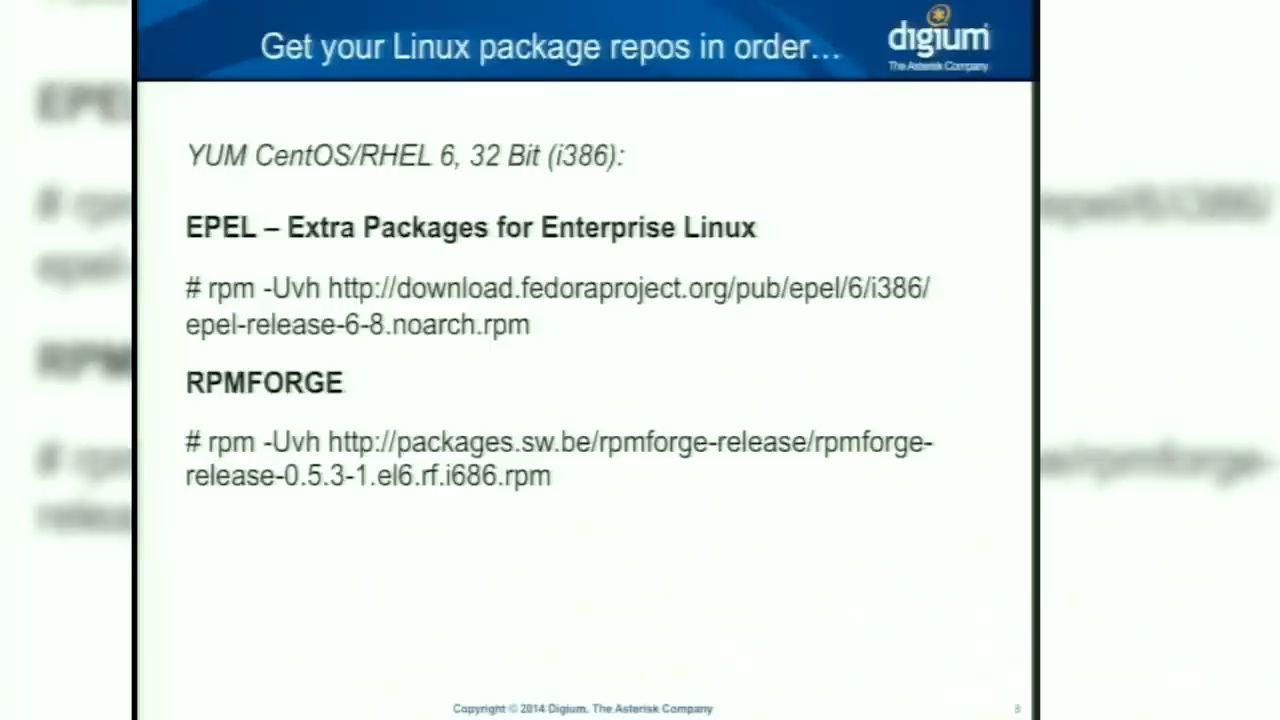 Get your Linux package repos in order...
digium
The Asterisk Company
YUM CentOS/RHEL 6, 32 Bit (i386):
EPEL – Extra Packages for Enterprise Linux
# rpm -Uvh http://download.fedoraproject.org/pub/epel/6/i386/
epel-release-6-8.noarch.rpm
RPMFORGE
# rpm -Uvh http://packages.sw.be/rpmforge-release/rpmforge-
release-0.5.3-1.el6.rf.i686.rpm
Copyright © 2014 Digium. The Asterisk Company
8